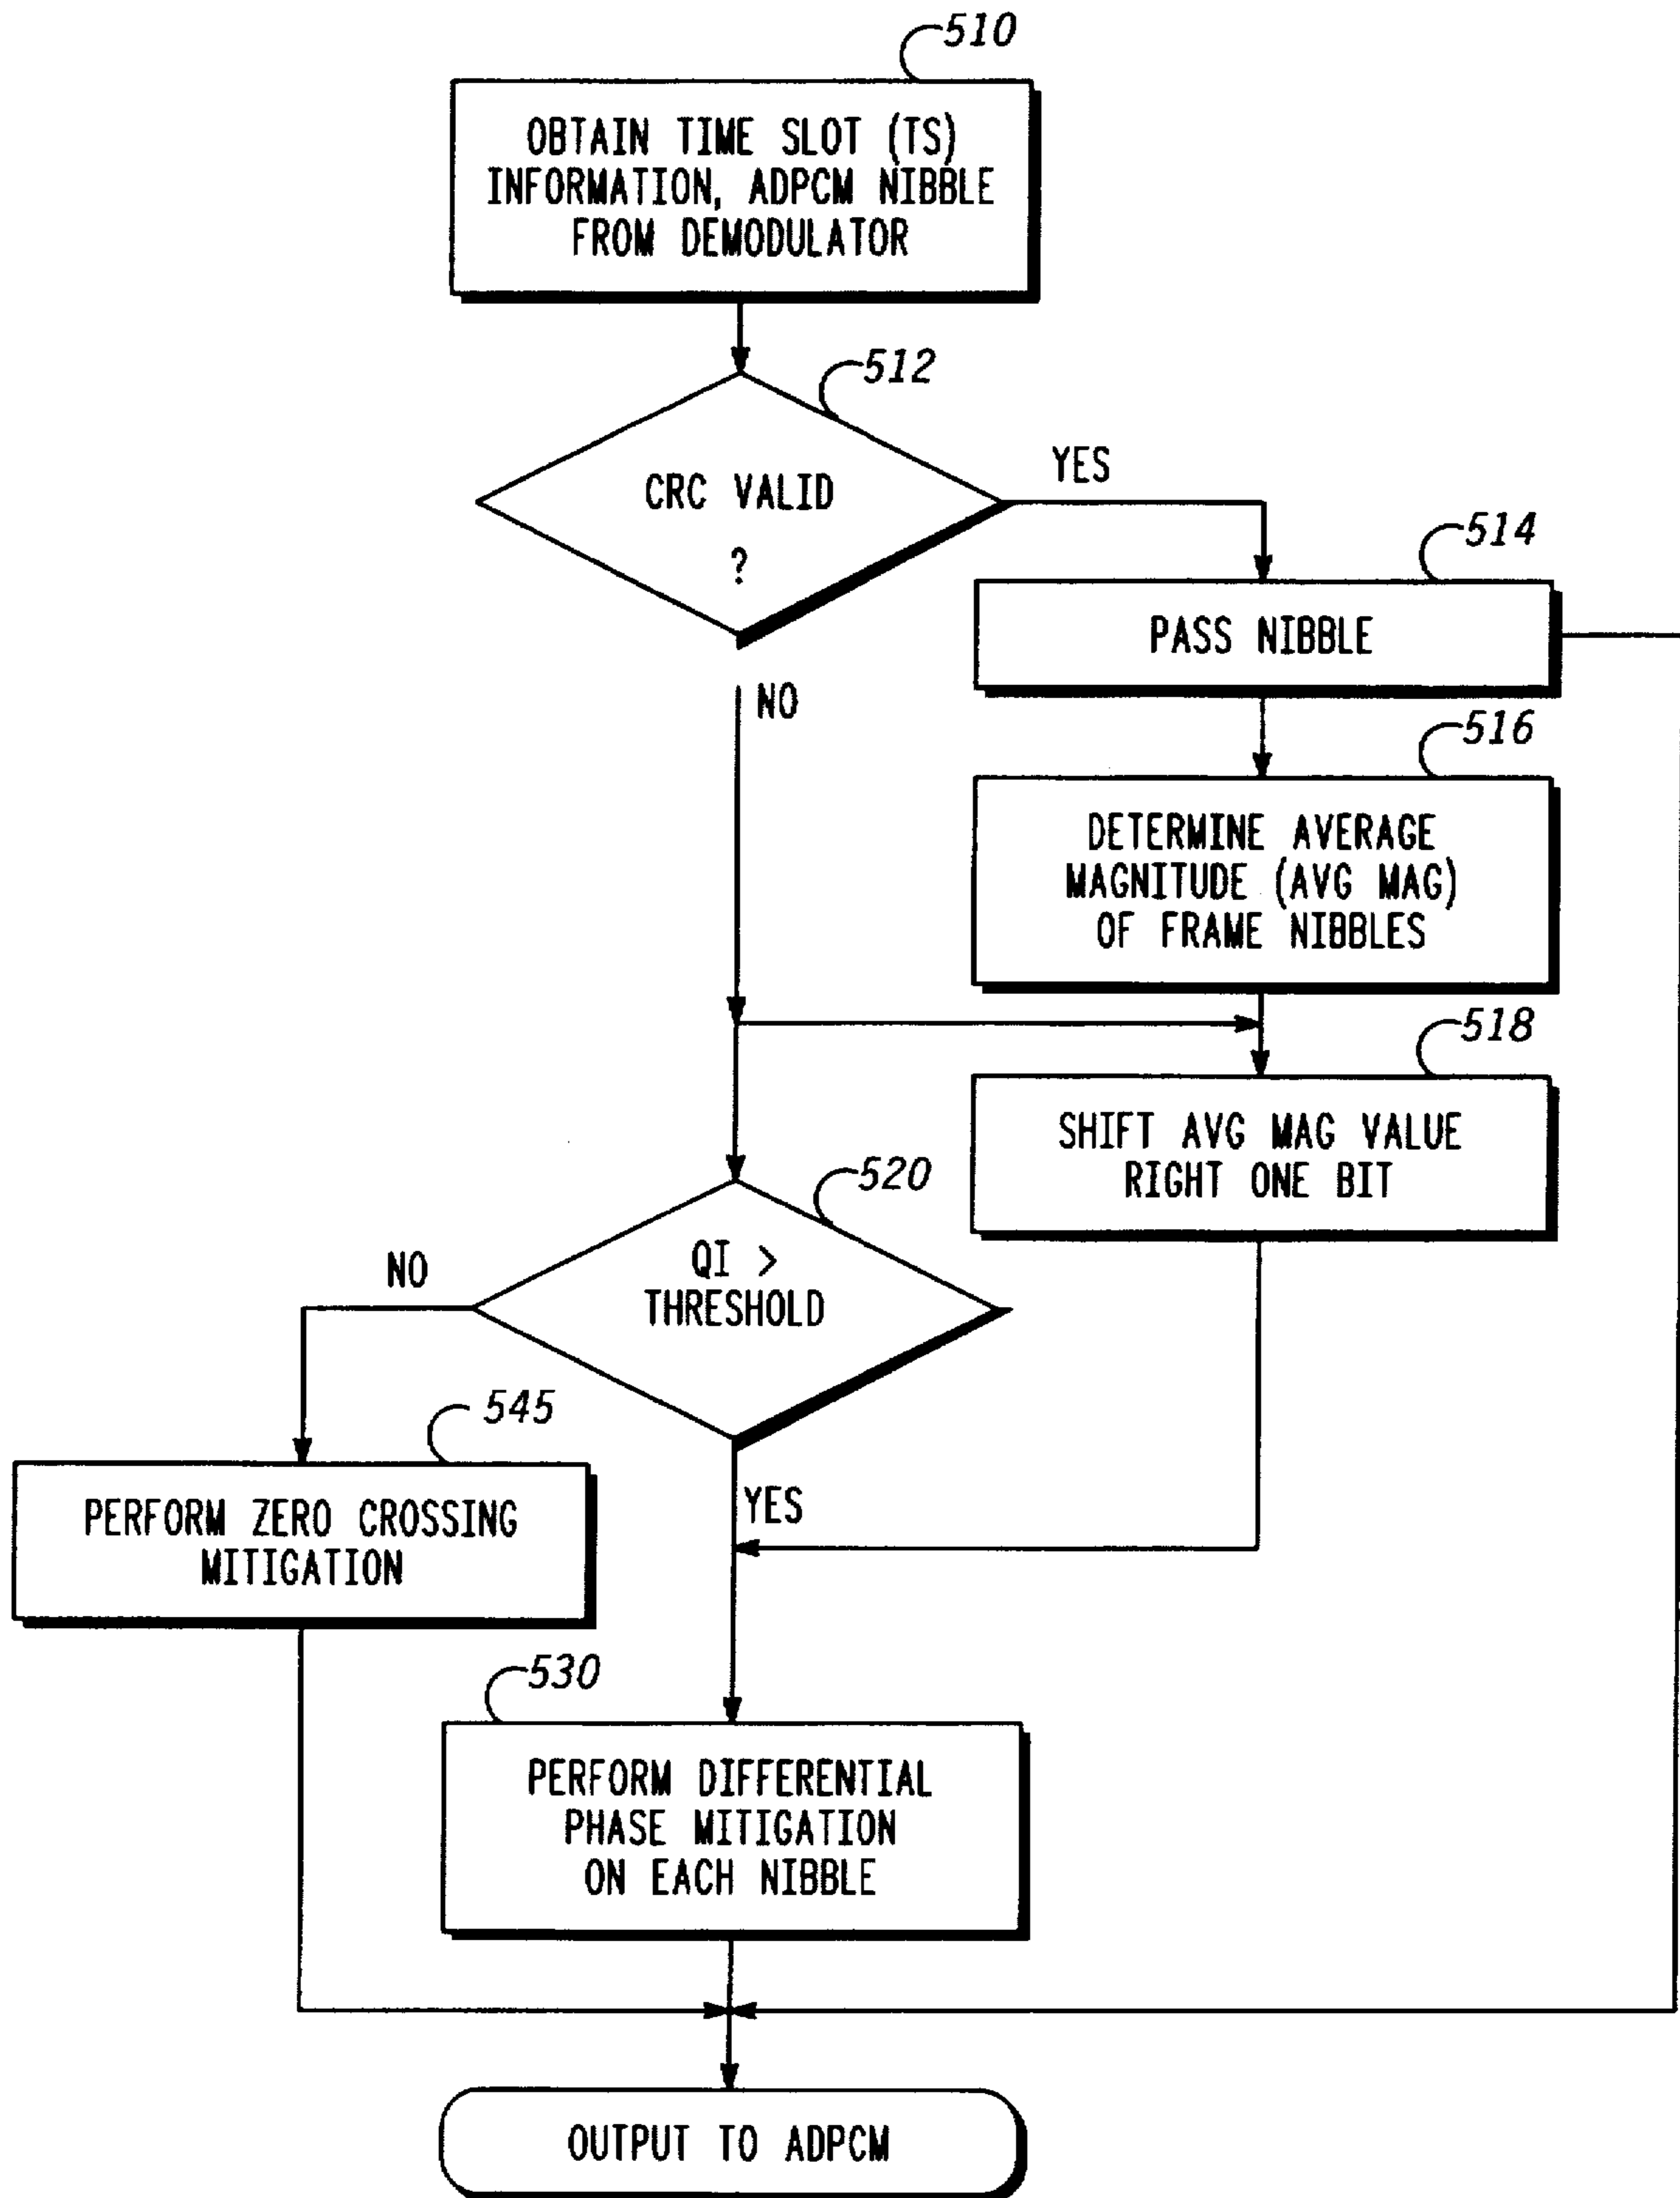 510
OBTAIN TIME SLOT (TS)
INFORMATION, ADPCM NIBBLE
FROM DEMODULATOR
512
CRC VALID
?
YES
NO
514
PASS NIBBLE
516
DETERMINE AVERAGE
MAGNITUDE (AVG MAG)
OF FRAME NIBBLES
518
SHIFT AVG MAG VALUE
RIGHT ONE BIT
520
QI >
THRESHOLD
NO
YES
545
PERFORM ZERO CROSSING
MITIGATION
530
PERFORM DIFFERENTIAL
PHASE MITIGATION
ON EACH NIBBLE
OUTPUT TO ADPCM